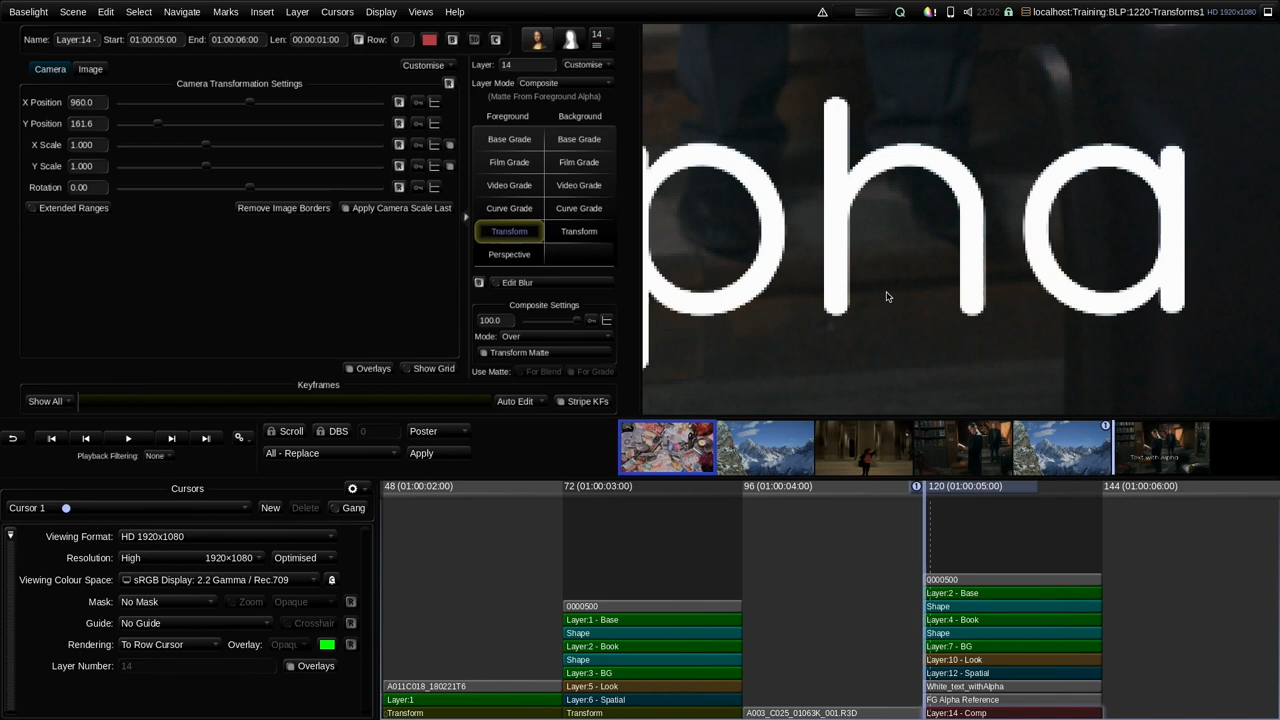 Baselight Scene Edit Select Navigate Marks Insert Layer Cursors Display Views Help 22:02 localhost:Training:BLP:1220-Transforms1 HD 1920x1080
Name: Layer:14 - Start: 01:00:05:00 End: 01:00:06:00 Len: 00:00:01:00 Row: 0 14
Camera Image Customise
Layer: 14 Customise
Camera Transformation Settings
Layer Mode Composite
(Matte From Foreground Alpha)
X Position 960.0
Y Position 161.6
X Scale 1.000
Y Scale 1.000
Rotation 0.00
Extended Ranges Remove Image Borders Apply Camera Scale Last
Foreground Background
Base Grade Base Grade
Film Grade Film Grade
Video Grade Video Grade
Curve Grade Curve Grade
Transform Transform
Perspective
Edit Blur
Composite Settings
100.0
Mode: Over
Transform Matte
Use Matte: For Blend For Grade
Overlays Show Grid
Keyframes
Show All Auto Edit Stripe KFs
pha
Scroll DBS 0 Poster
Playback Filtering: None All - Replace Apply
1
Text with Alpha
Cursors
Cursor 1 New Delete Gang
Viewing Format: HD 1920x1080
Resolution: High 1920×1080 Optimised
Viewing Colour Space: sRGB Display: 2.2 Gamma / Rec.709
Mask: No Mask Zoom Opaque
Guide: No Guide Crosshair
Rendering: To Row Cursor Overlay: Opaqu
Layer Number: 14 Overlays
48 (01:00:02:00) 72 (01:00:03:00) 96 (01:00:04:00) 1 120 (01:00:05:00) 144 (01:00:06:00)
A011C018_180221T6
Layer:1
Transform
0000500
Layer:1 - Base
Shape
Layer:2 - Book
Shape
Layer:3 - BG
Layer:5 - Look
Layer:6 - Spatial
Transform
A003_C025_01063K_001.R3D
0000500
Layer:2 - Base
Shape
Layer:4 - Book
Shape
Layer:7 - BG
Layer:10 - Look
Layer:12 - Spatial
White_text_withAlpha
FG Alpha Reference
Layer:14 - Comp